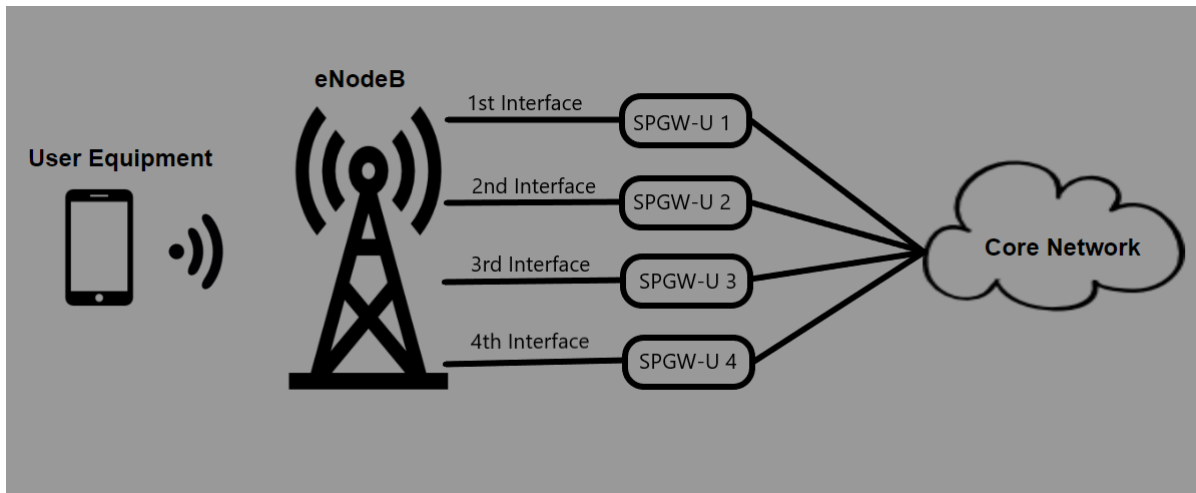 eNodeB
User Equipment
1st Interface
SPGW-U 1
2nd Interface
SPGW-U 2
3rd Interface
SPGW-U 3
4th Interface
SPGW-U 4
Core Network